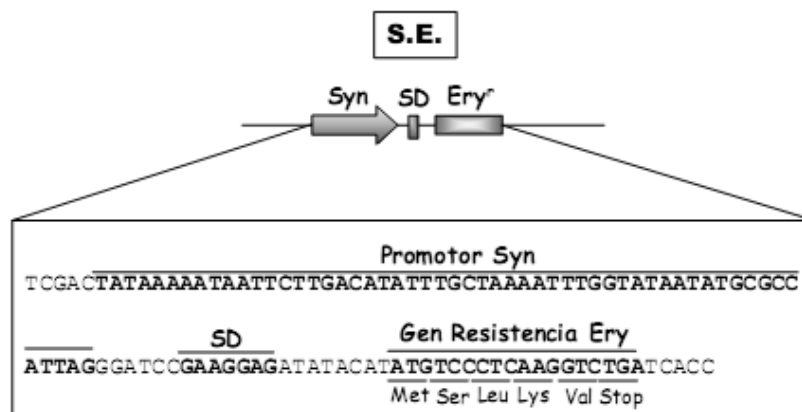 S.E.
Syn SD Eryʳ
Promotor Syn
TCGACTATAAAAATAATTCTTGACATATTTGCTAAAATTTGGTATAATATGCGCC
SD Gen Resistencia Ery
ATTAGGGATCCGAAGGAGATATACATATGTCCCTCAAGGTCTGATCACC
Met Ser Leu Lys Val Stop